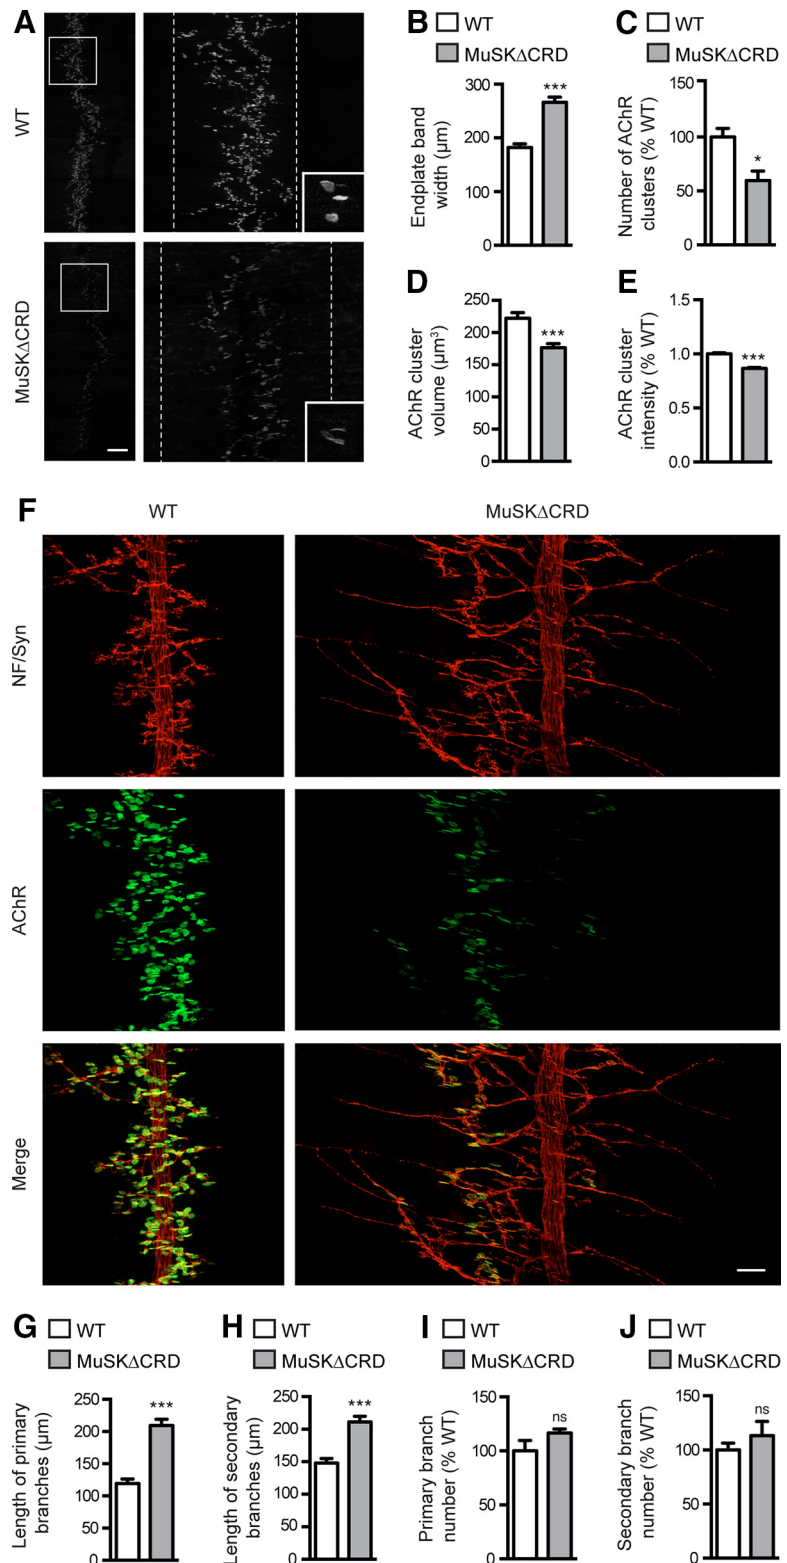 A
WT
MuSKΔCRD
B
WT
MuSKΔCRD
Endplate band
width (μm)
300
200
100
0
***
C
WT
MuSKΔCRD
Number of AChR
clusters (% WT)
150
100
50
0
*
D
AChR cluster
volume (μm³)
250
200
150
100
50
0
***
E
AChR cluster
intensity (% WT)
1.5
1.0
0.5
0.0
***
F
WT
MuSKΔCRD
NF/Syn
AChR
Merge
G
WT
MuSKΔCRD
Length of primary
branches (μm)
250
200
150
100
50
0
***
H
WT
MuSKΔCRD
Length of secondary
branches (μm)
250
200
150
100
50
0
***
I
WT
MuSKΔCRD
Primary branch
number (% WT)
150
100
50
0
ns
J
WT
MuSKΔCRD
Secondary branch
number (% WT)
150
100
50
0
ns